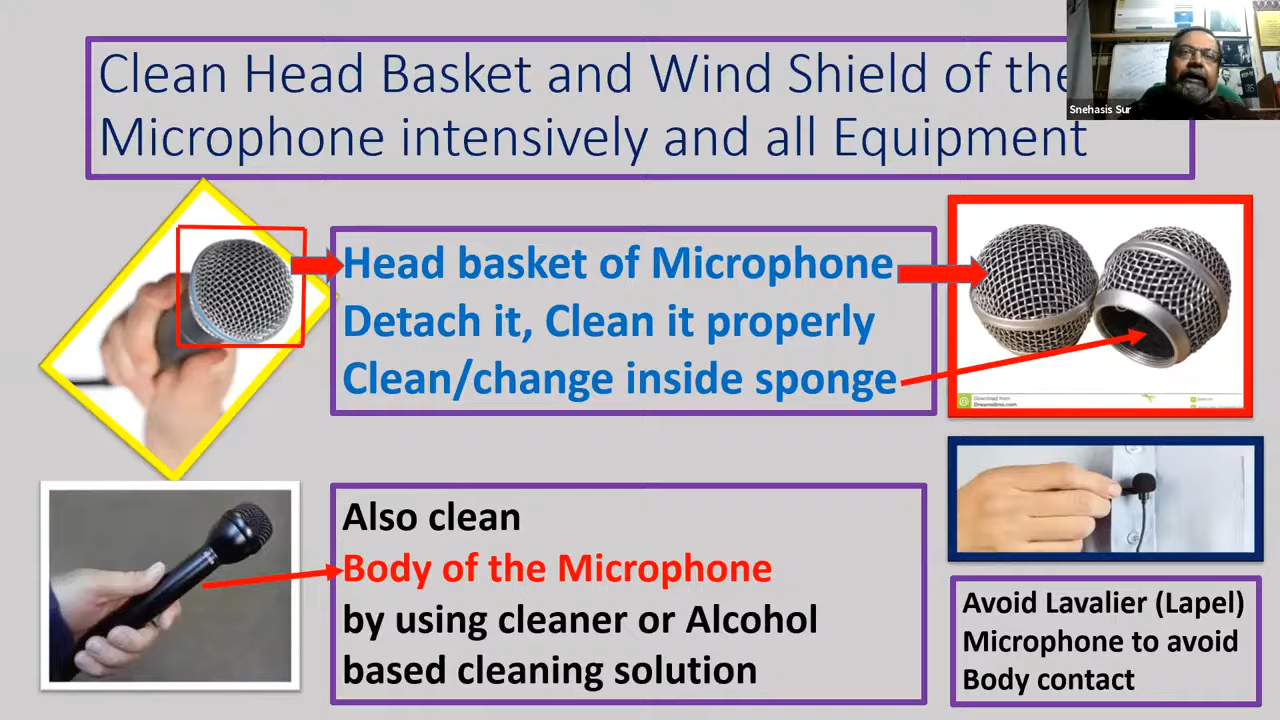 Clean Head Basket and Wind Shield of the
Microphone intensively and all Equipment
Snehasis Sur
Head basket of Microphone
Detach it, Clean it properly
Clean/change inside sponge
Download from
Dreamstime.com
Also clean
Body of the Microphone
by using cleaner or Alcohol
based cleaning solution
Avoid Lavalier (Lapel)
Microphone to avoid
Body contact